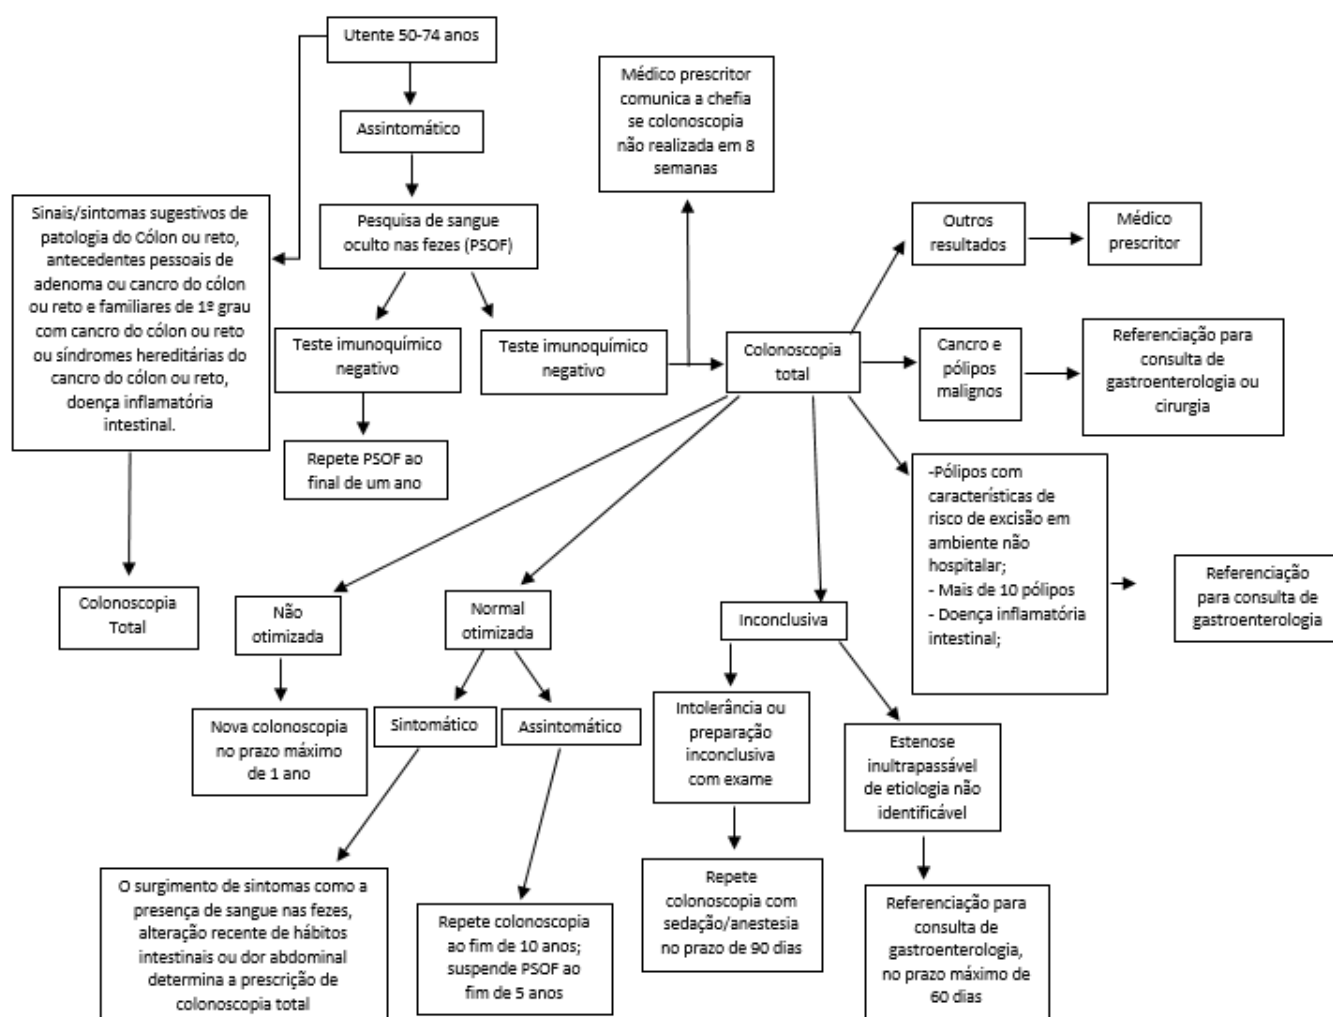 Utente 50-74 anos
Médico prescritor
comunica a chefia
se colonoscopia
não realizada em 8
semanas
Assintomático
Sinais/sintomas sugestivos de
patologia do Cólon ou reto,
antecedentes pessoais de
adenoma ou cancro do cólon
ou reto e familiares de 1º grau
com cancro do cólon ou reto
ou síndromes hereditárias do
cancro do cólon ou reto,
doença inflamatória
intestinal.
Pesquisa de sangue
oculto nas fezes (PSOF)
Outros
resultados
Médico
prescritor
Teste imunoquímico
negativo
Teste imunoquímico
negativo
Colonoscopia
total
Cancro e
pólipos
malignos
Referenciação para
consulta de
gastroenterologia ou
cirurgia
Repete PSOF ao
final de um ano
-Pólipos com
características de
risco de excisão em
ambiente não
hospitalar;
- Mais de 10 pólipos
- Doença inflamatória
intestinal;
Referenciação
para consulta de
gastroenterologia
Colonoscopia
Total
Não
otimizada
Normal
otimizada
Inconclusiva
Nova colonoscopia
no prazo máximo
de 1 ano
Sintomático
Assintomático
Intolerância ou
preparação
inconclusiva
com exame
Estenose
inultrapassável
de etiologia não
identificável
O surgimento de sintomas como a
presença de sangue nas fezes,
alteração recente de hábitos
intestinais ou dor abdominal
determina a prescrição de
colonoscopia total
Repete colonoscopia
ao fim de 10 anos;
suspende PSOF ao
fim de 5 anos
Repete
colonoscopia com
sedação/anestesia
no prazo de 90 dias
Referenciação para
consulta de
gastroenterologia,
no prazo máximo de
60 dias